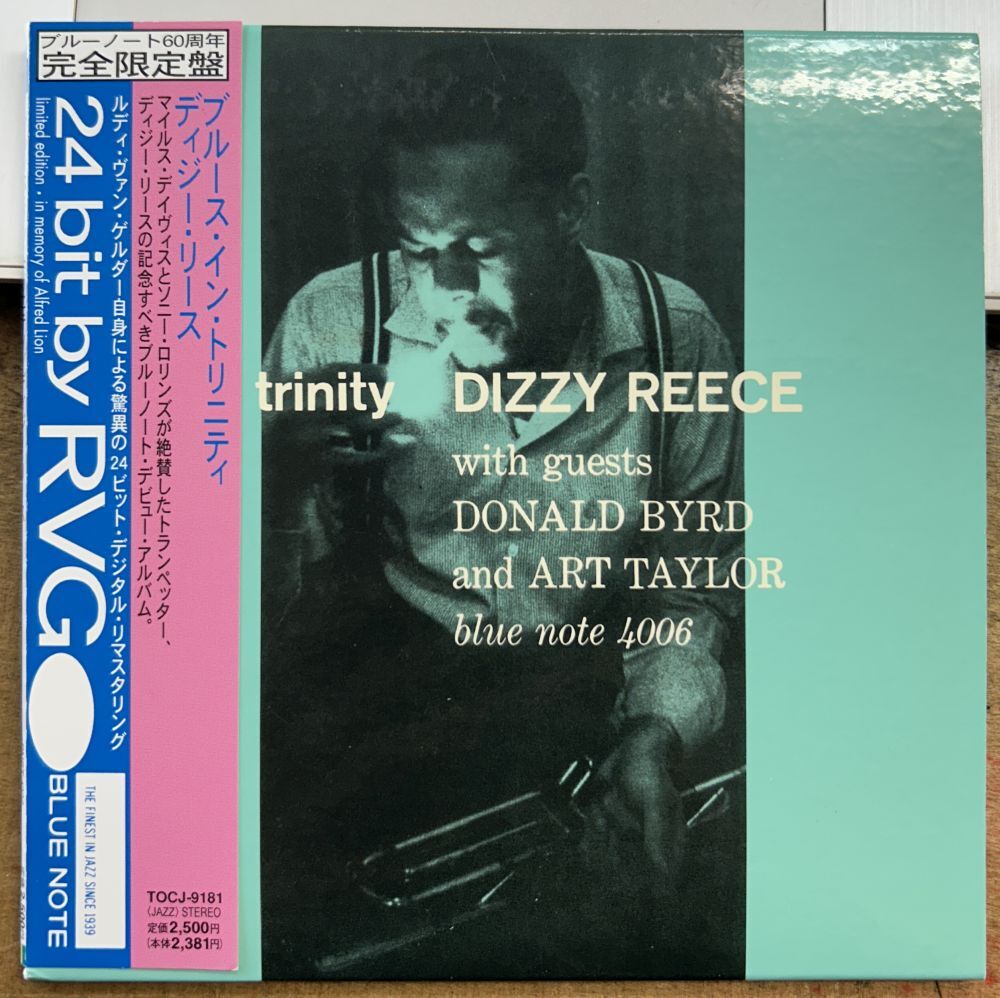 ブルーノート60周年
完全限定盤
24 bit by RVG
limited edition・in memory of Alfred Lion
ルディ・ヴァン・ゲルダー自身による驚異の24ビット・デジタル・リマスタリング
BLUE NOTE
THE FINEST IN JAZZ SINCE 1939
ブルース・イン・トリニティ
ディジー・リース
マイルス・デイヴィスとソニー・ロリンズが絶賛したトランペッター、
ディジー・リースの記念すべきブルーノート・デビュー・アルバム。
TOCJ-9181
(JAZZ) STEREO
定価2,500円
(本体2,381円)
trinity DIZZY REECE
with guests
DONALD BYRD
and ART TAYLOR
blue note 4006